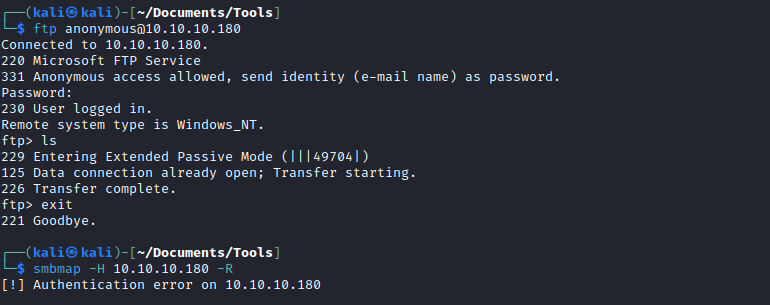 ┌──(kali㉿kali)-[~/Documents/Tools]
└─$ ftp anonymous@10.10.10.180
Connected to 10.10.10.180.
220 Microsoft FTP Service
331 Anonymous access allowed, send identity (e-mail name) as password.
Password:
230 User logged in.
Remote system type is Windows_NT.
ftp> ls
229 Entering Extended Passive Mode (|||49704|)
125 Data connection already open; Transfer starting.
226 Transfer complete.
ftp> exit
221 Goodbye.
┌──(kali㉿kali)-[~/Documents/Tools]
└─$ smbmap -H 10.10.10.180 -R
[!] Authentication error on 10.10.10.180